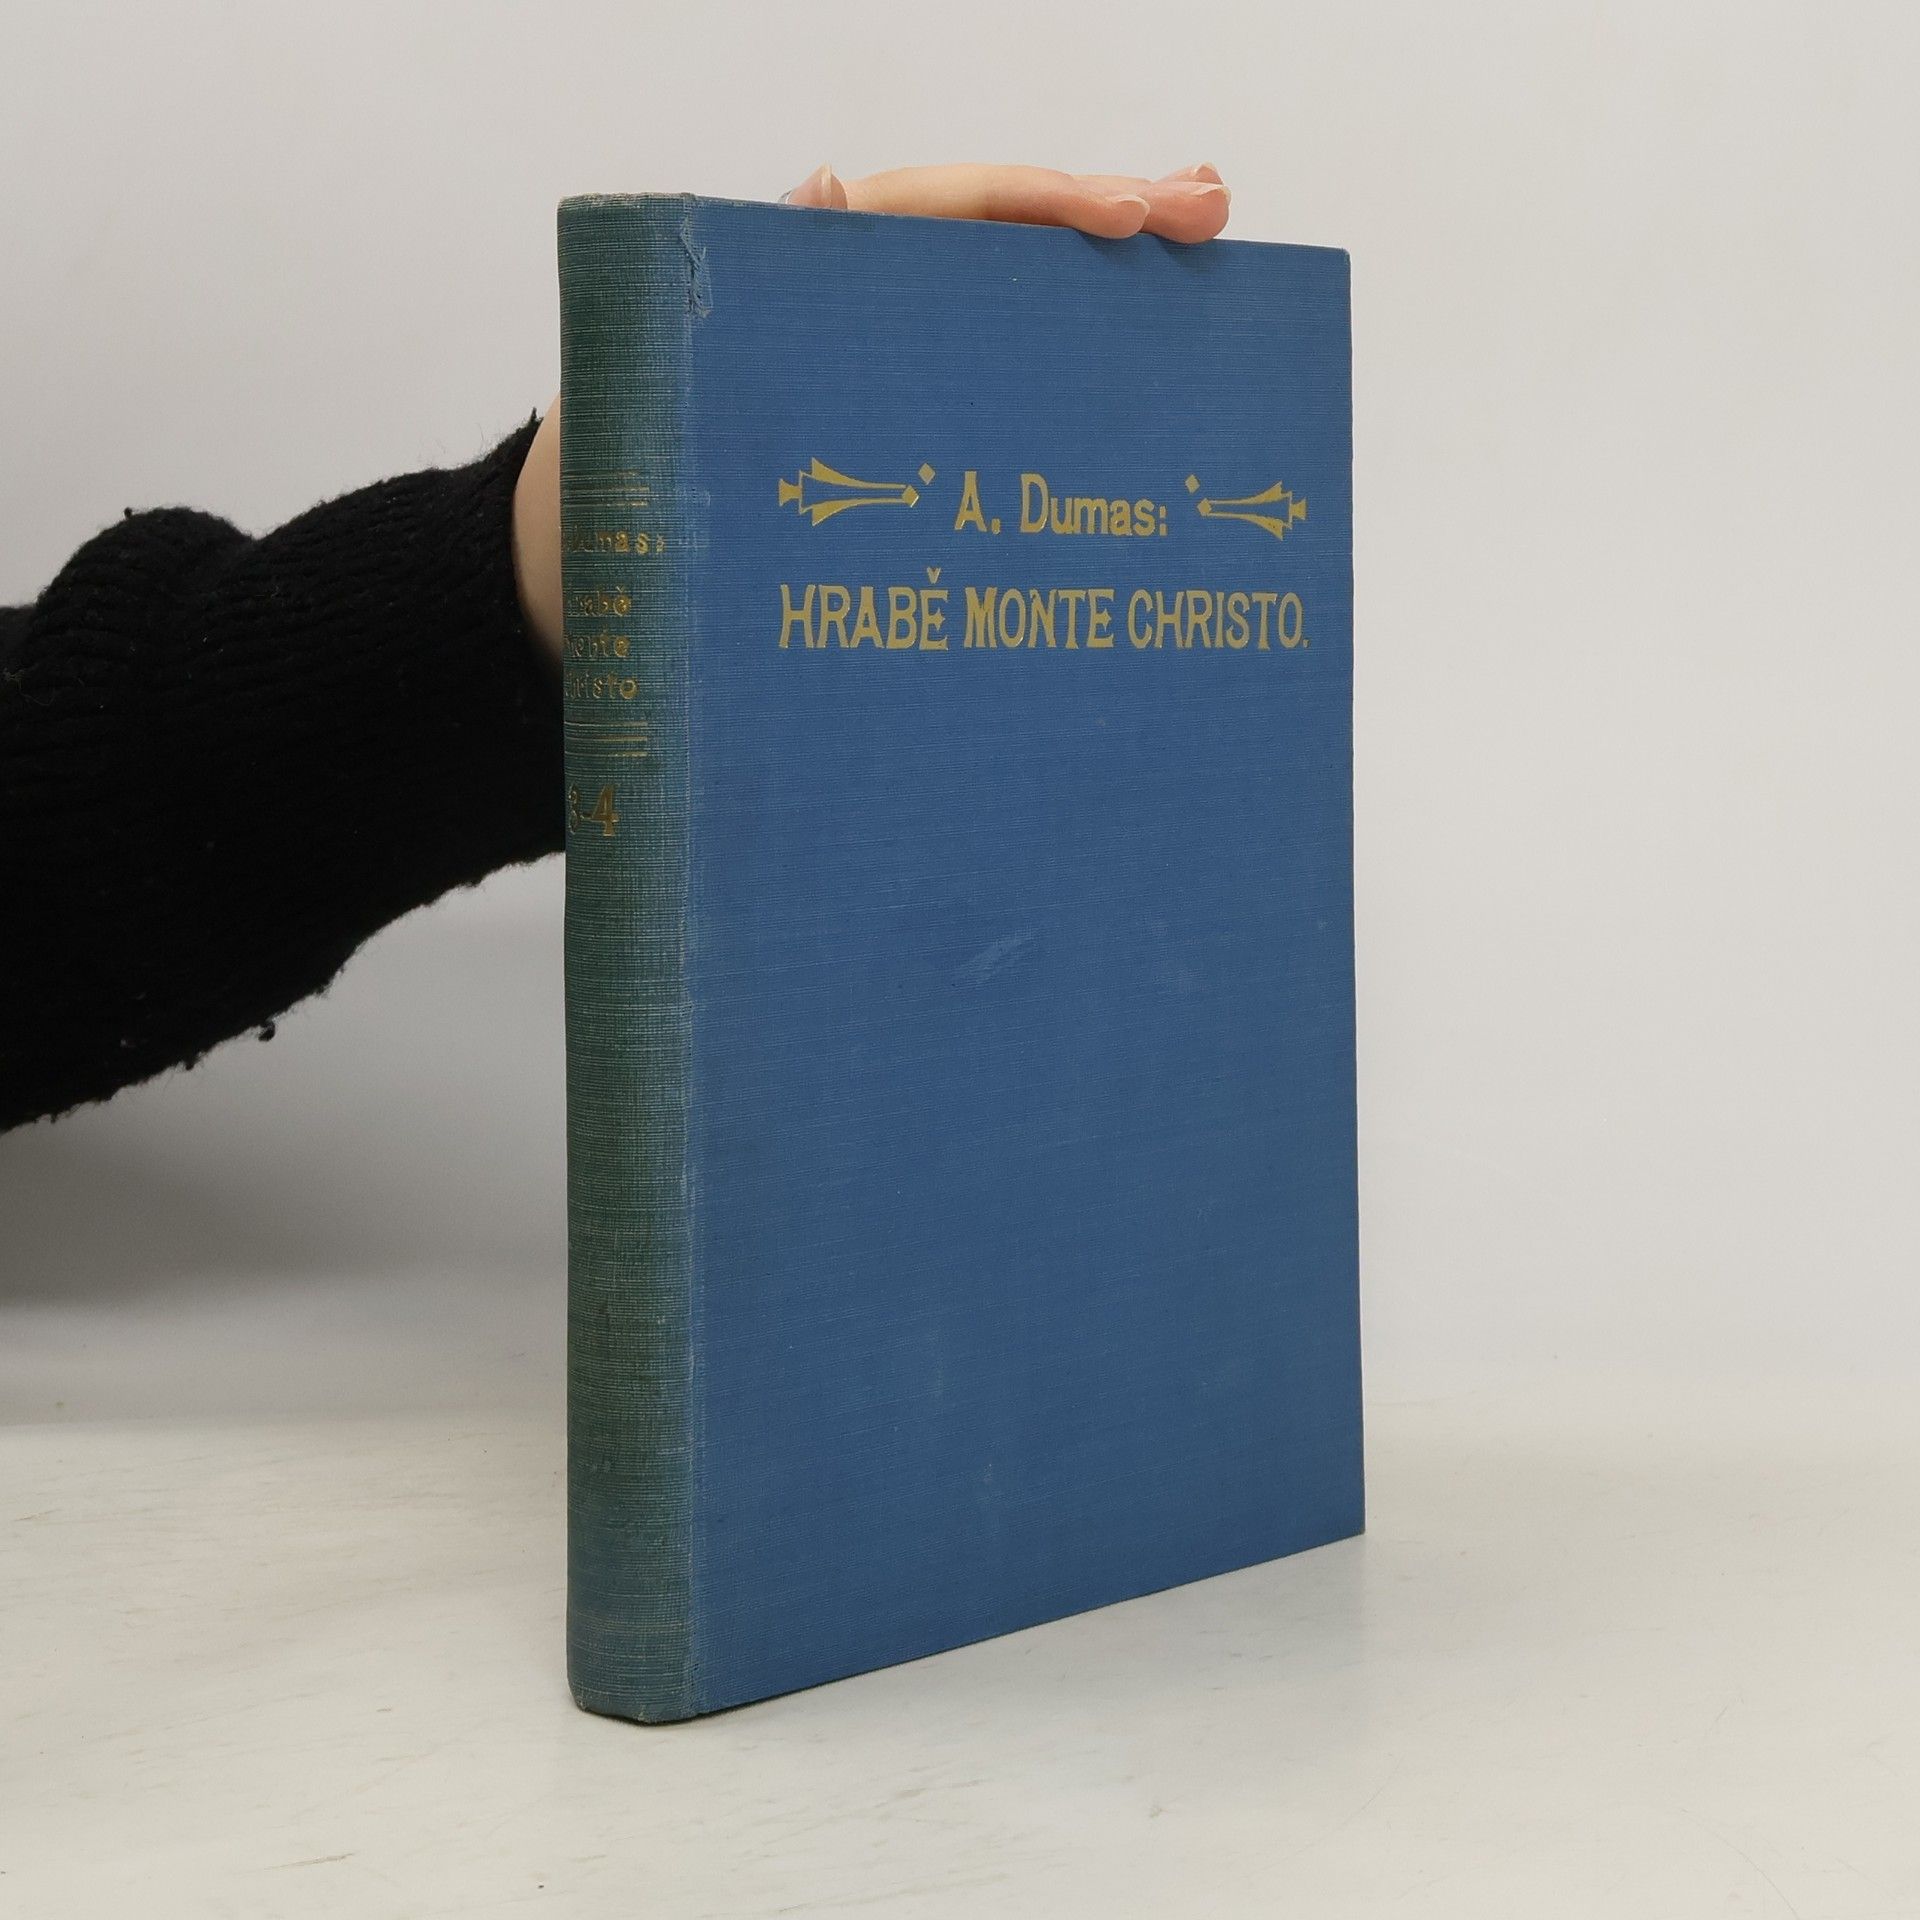 A. Dumas:
HRABĚ MONTE CHRISTO.
Dumas:
Hrabě
Monte
Christo
3-4